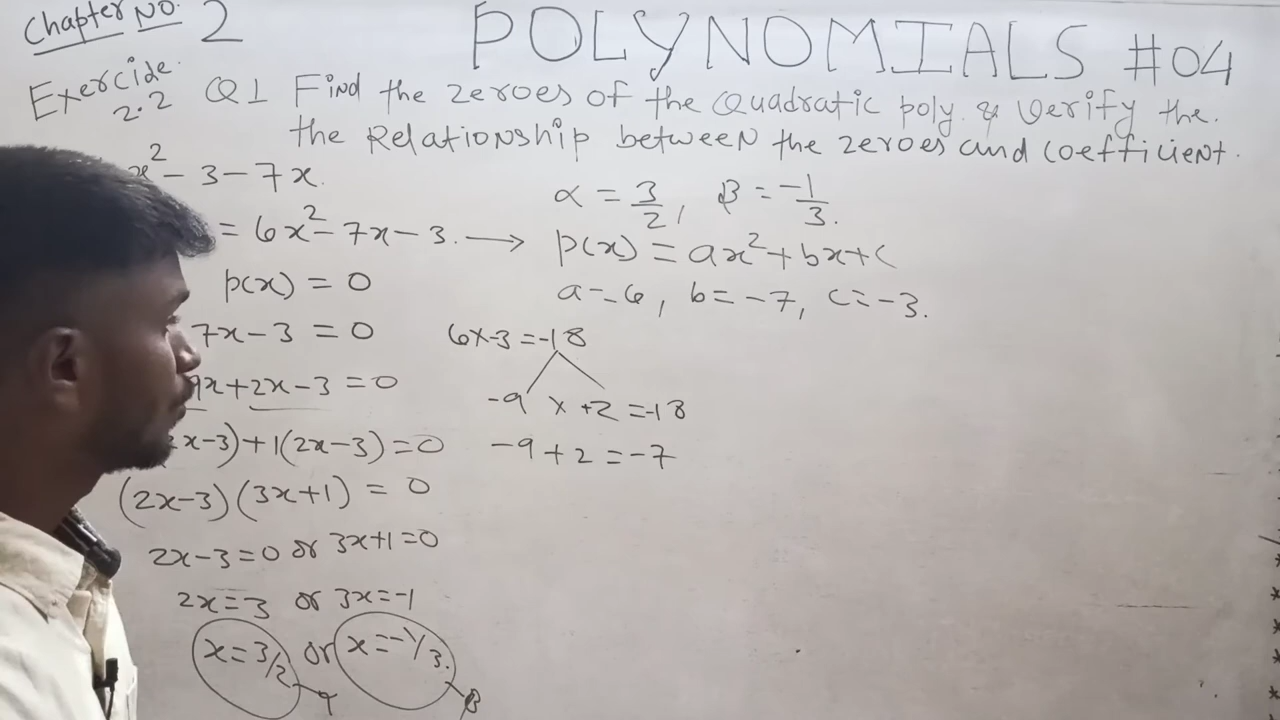 Chapter No. 2
POLYNOMIALS #04
Exercide. 2.2
Q1 Find the zeroes of the Quadratic poly. & Verify the.
the Relationship between the zeroes and coefficient.
x² - 3 - 7x.
= 6x² - 7x - 3. →
p(x) = 0
7x - 3 = 0
9x + 2x - 3 = 0
x - 3) + 1(2x - 3) = 0
(2x - 3) (3x + 1) = 0
2x - 3 = 0 or 3x + 1 = 0
2x = 3 or 3x = -1
x = 3/2 or x = -1/3.
β
6x-3 = -18
-9 x +2 = -18
-9 + 2 = -7
α = 3/2, β = -1/3.
p(x) = ax² + bx + c
a = 6, b = -7, c = -3.